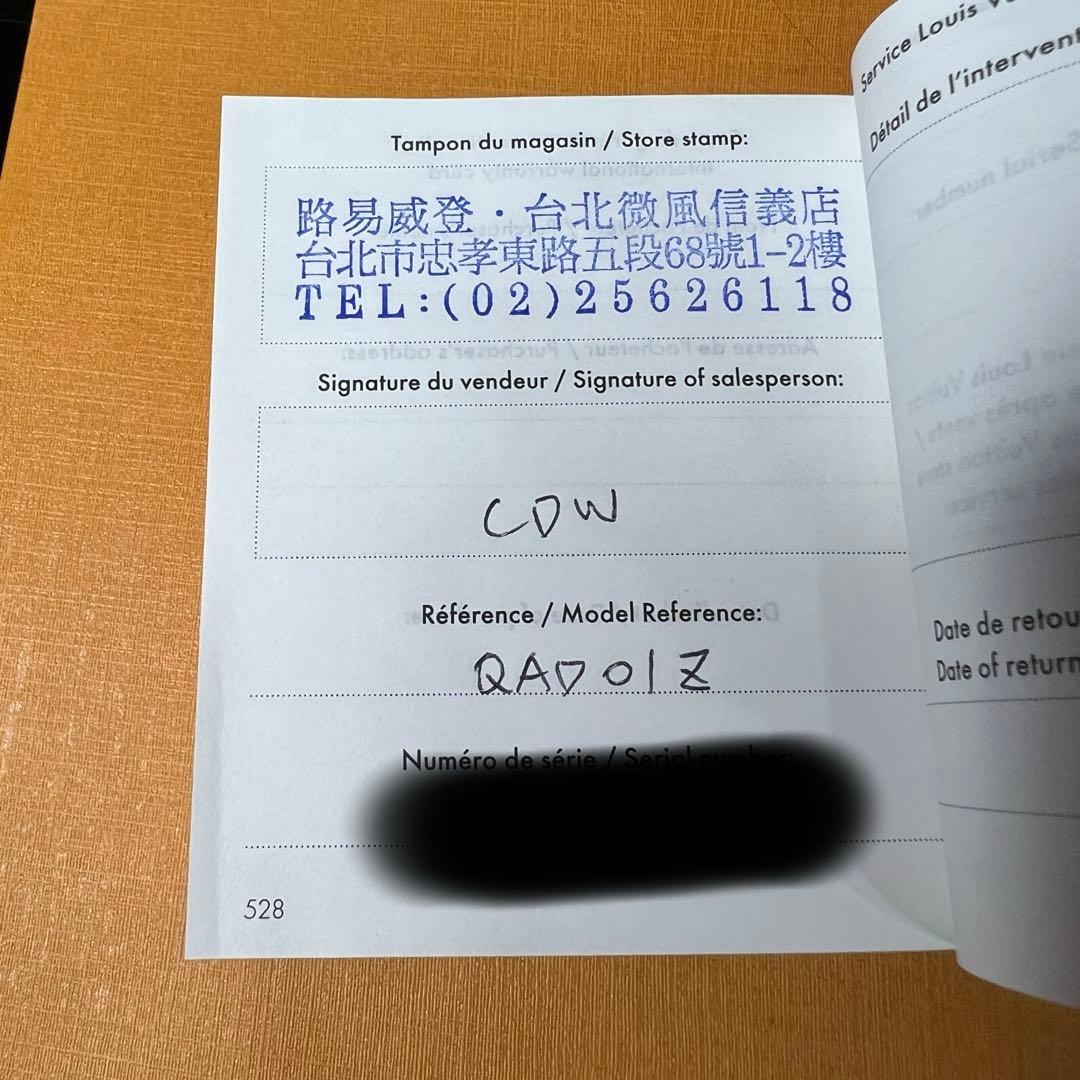 Tampon du magasin / Store stamp:
路易威登・台北微風信義店
台北市忠孝東路五段68號1-2樓
TEL:(02)25626118
Signature du vendeur / Signature of salesperson:
CDW
Référence / Model Reference:
QAD01Z
Numéro de série / Serial number:
528
Service Louis
Détail de l'intervent
Date de retou
Date of return